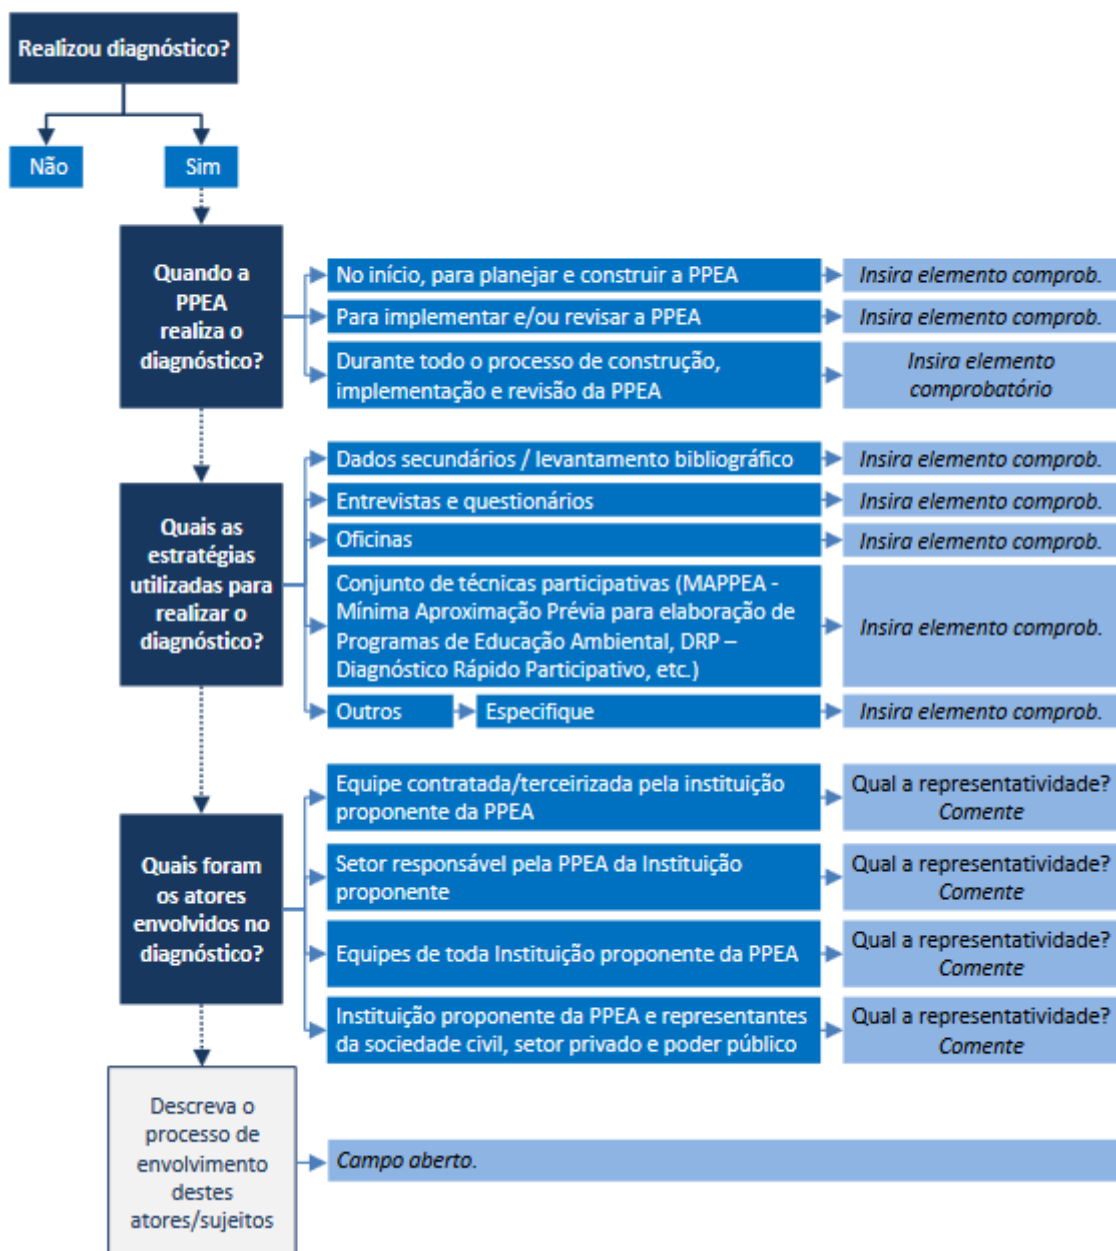 Realizou diagnóstico?
Não
Sim
Quando a
PPEA
realiza o
diagnóstico?
No início, para planejar e construir a PPEA
Insira elemento comprob.
Para implementar e/ou revisar a PPEA
Insira elemento comprob.
Durante todo o processo de construção,
implementação e revisão da PPEA
Insira elemento
comprobatório
Quais as
estratégias
utilizadas para
realizar o
diagnóstico?
Dados secundários / levantamento bibliográfico
Insira elemento comprob.
Entrevistas e questionários
Insira elemento comprob.
Oficinas
Insira elemento comprob.
Conjunto de técnicas participativas (MAPPEA -
Mínima Aproximação Prévia para elaboração de
Programas de Educação Ambiental, DRP –
Diagnóstico Rápido Participativo, etc.)
Insira elemento comprob.
Outros
Especifique
Insira elemento comprob.
Quais foram
os atores
envolvidos no
diagnóstico?
Equipe contratada/terceirizada pela instituição
proponente da PPEA
Qual a representatividade?
Comente
Setor responsável pela PPEA da Instituição
proponente
Qual a representatividade?
Comente
Equipes de toda Instituição proponente da PPEA
Qual a representatividade?
Comente
Instituição proponente da PPEA e representantes
da sociedade civil, setor privado e poder público
Qual a representatividade?
Comente
Descreva o
processo de
envolvimento
destes
atores/sujeitos
Campo aberto.